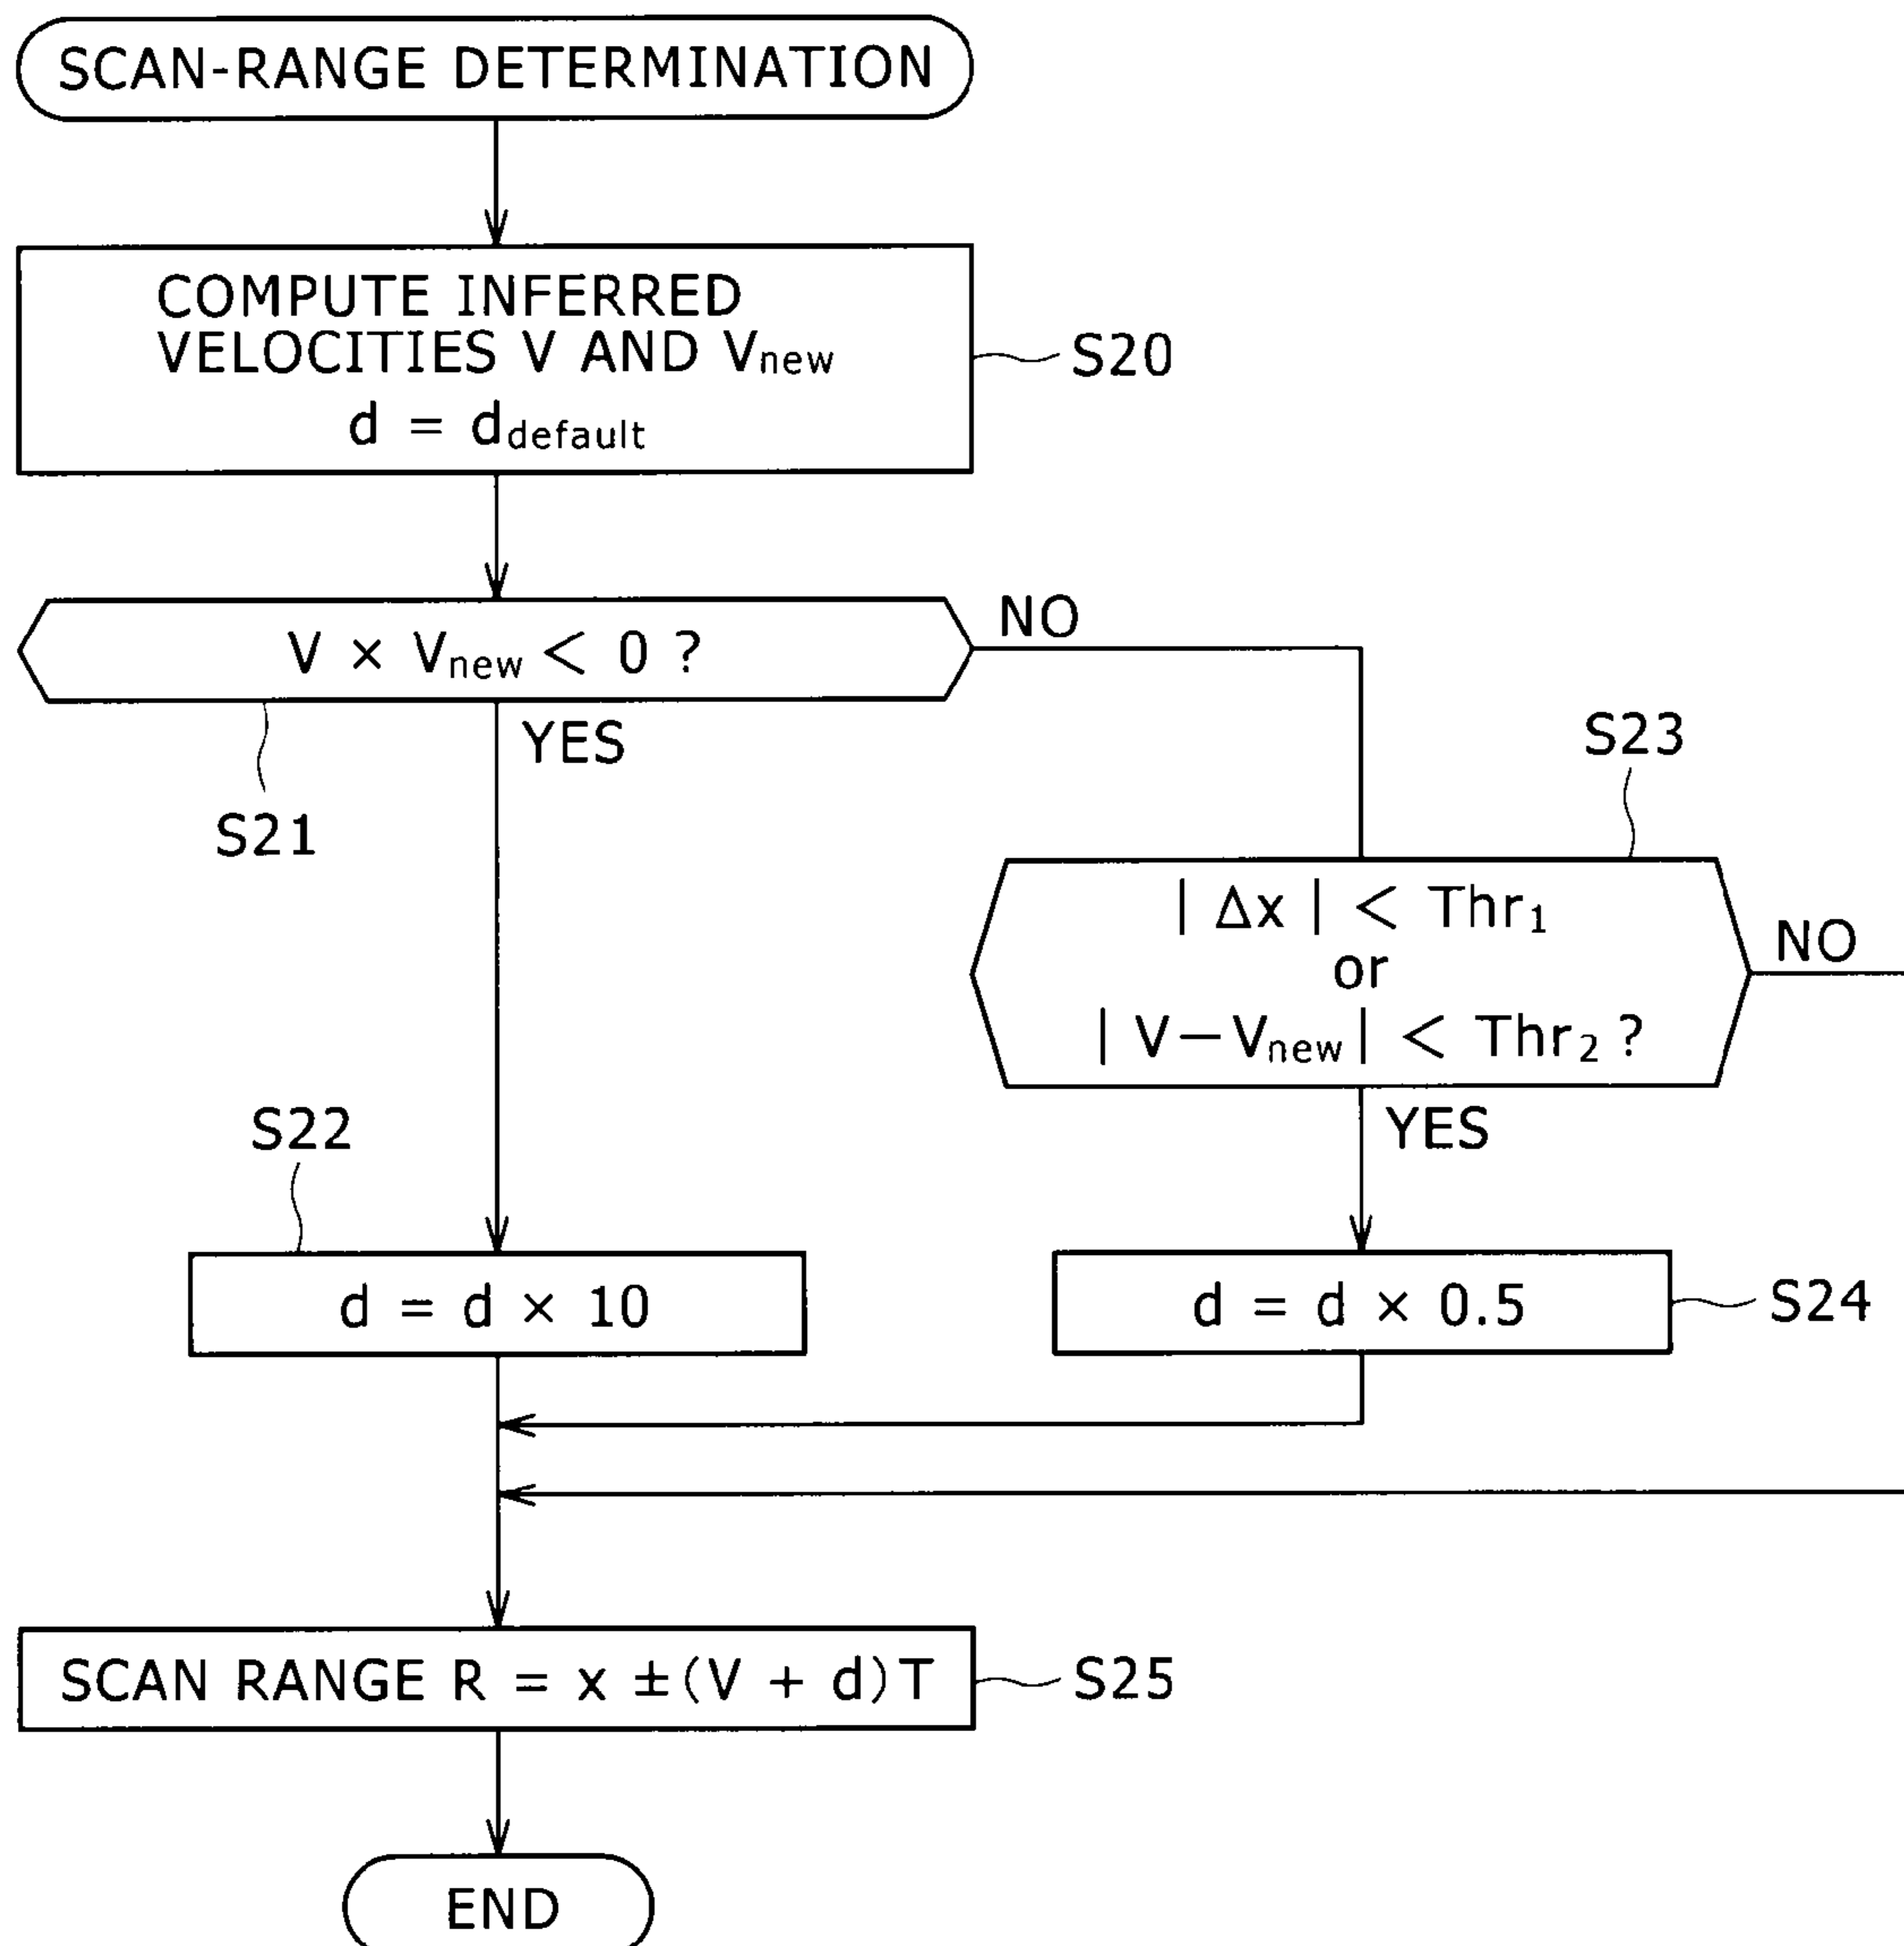 SCAN-RANGE DETERMINATION
COMPUTE INFERRED
VELOCITIES V AND Vnew
d = ddefault
S20
V × Vnew < 0 ?
NO
YES
S21
S23
| Δx | < Thr1
or
| V−Vnew | < Thr2 ?
NO
YES
S22
d = d × 10
d = d × 0.5
S24
SCAN RANGE R = x ±(V + d)T
S25
END